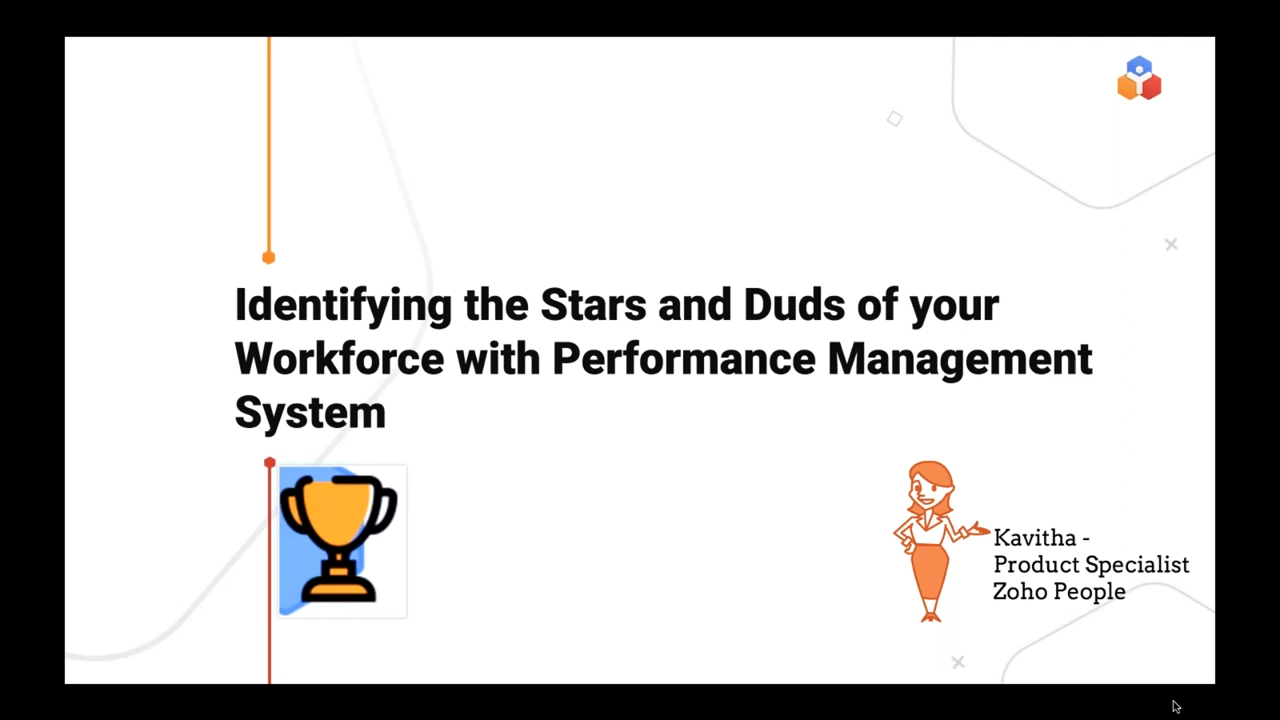 Identifying the Stars and Duds of your
Workforce with Performance Management
System
Kavitha -
Product Specialist
Zoho People